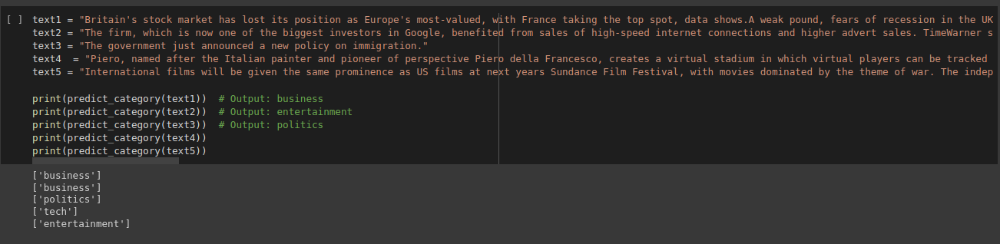 [ ] text1 = "Britain's stock market has lost its position as Europe's most-valued, with France taking the top spot, data shows.A weak pound, fears of recession in the UK
text2 = "The firm, which is now one of the biggest investors in Google, benefited from sales of high-speed internet connections and higher advert sales. TimeWarner s
text3 = "The government just announced a new policy on immigration."
text4  = "Piero, named after the Italian painter and pioneer of perspective Piero della Francesco, creates a virtual stadium in which virtual players can be tracked
text5 = "International films will be given the same prominence as US films at next years Sundance Film Festival, with movies dominated by the theme of war. The indep
print(predict_category(text1))  # Output: business
print(predict_category(text2))  # Output: entertainment
print(predict_category(text3))  # Output: politics
print(predict_category(text4))
print(predict_category(text5))
['business']
['business']
['politics']
['tech']
['entertainment']